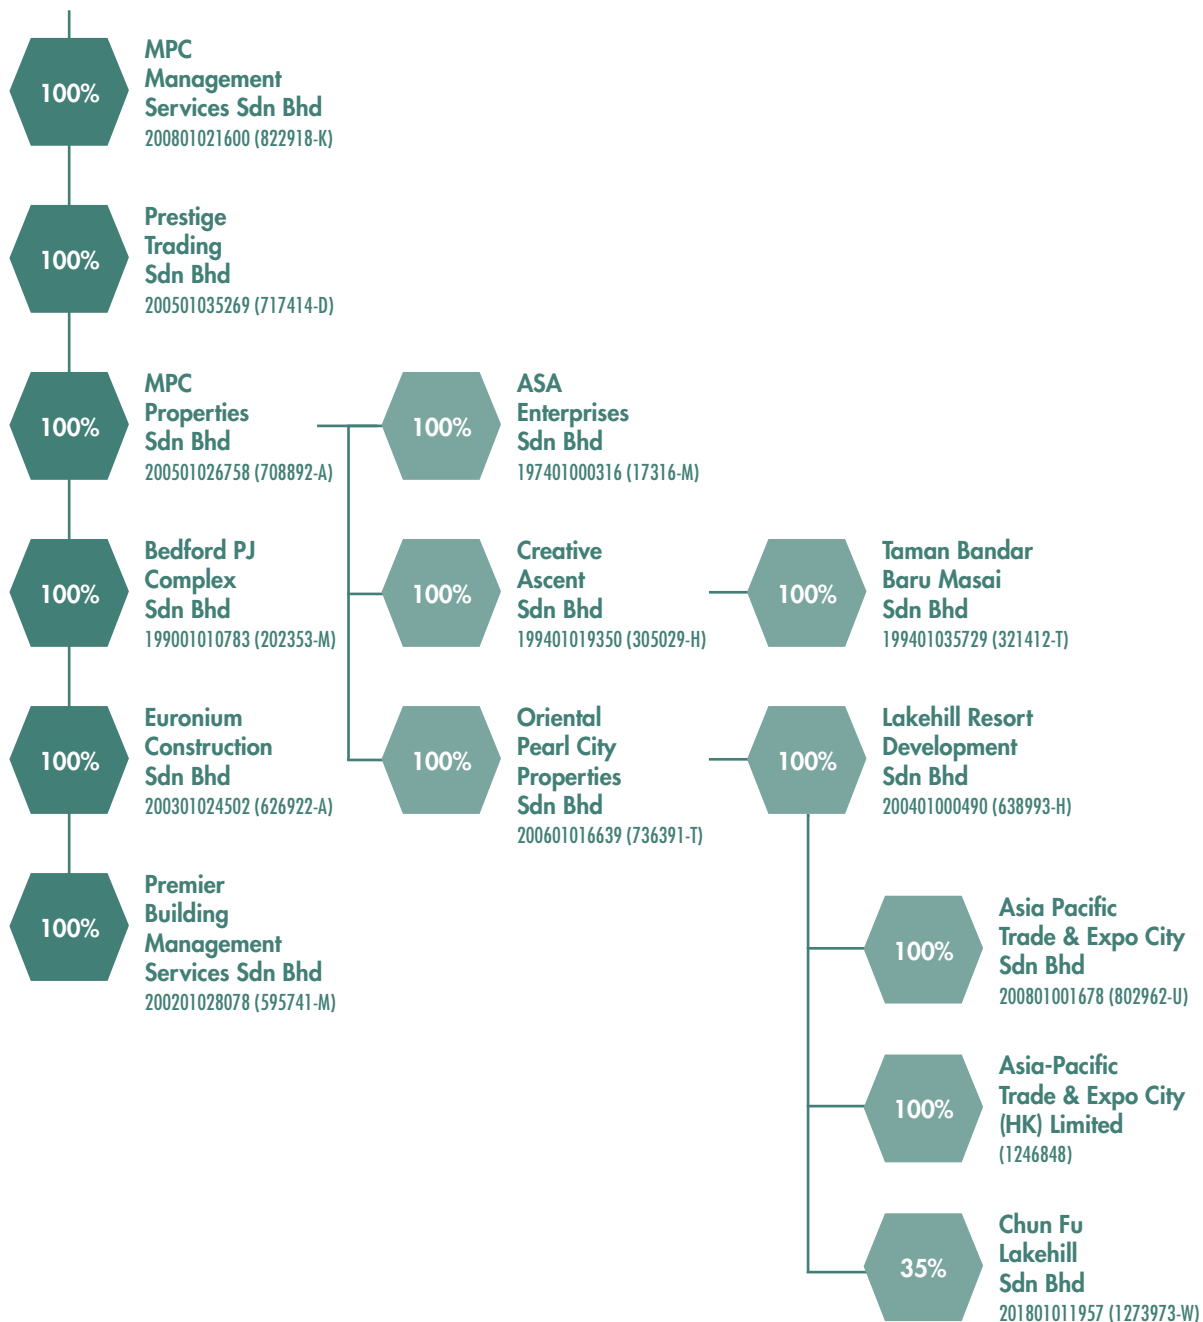 100%
MPC
Management
Services Sdn Bhd
200801021600 (822918-K)
100%
Prestige
Trading
Sdn Bhd
200501035269 (717414-D)
100%
MPC
Properties
Sdn Bhd
200501026758 (708892-A)
100%
ASA
Enterprises
Sdn Bhd
197401000316 (17316-M)
100%
Bedford PJ
Complex
Sdn Bhd
199001010783 (202353-M)
100%
Creative
Ascent
Sdn Bhd
199401019350 (305029-H)
100%
Taman Bandar
Baru Masai
Sdn Bhd
199401035729 (321412-T)
100%
Euronium
Construction
Sdn Bhd
200301024502 (626922-A)
100%
Oriental
Pearl City
Properties
Sdn Bhd
200601016639 (736391-T)
100%
Lakehill Resort
Development
Sdn Bhd
200401000490 (638993-H)
100%
Premier
Building
Management
Services Sdn Bhd
200201028078 (595741-M)
100%
Asia Pacific
Trade & Expo City
Sdn Bhd
200801001678 (802962-U)
100%
Asia-Pacific
Trade & Expo City
(HK) Limited
(1246848)
35%
Chun Fu
Lakehill
Sdn Bhd
201801011957 (1273973-W)